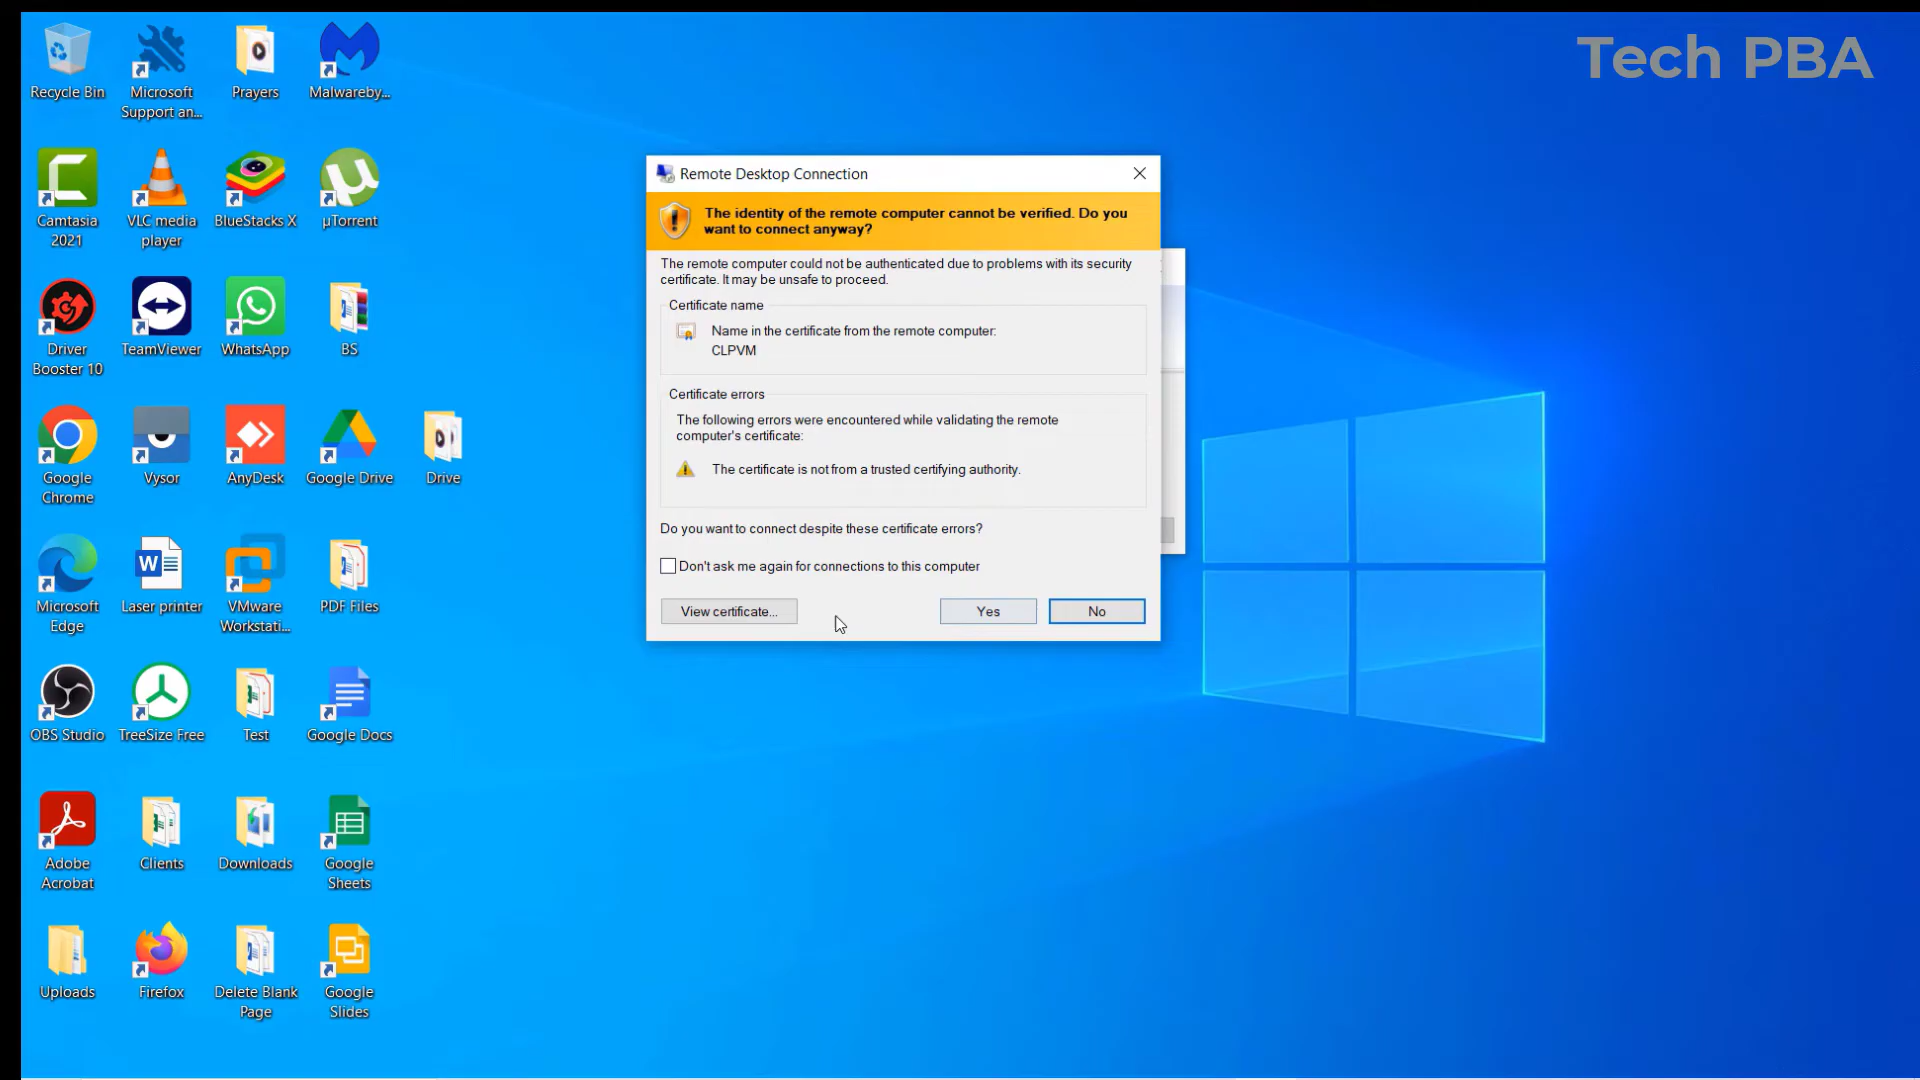 Tech PBA
Recycle Bin
Microsoft
Support an...
Prayers
Malwareby...
Camtasia
2021
VLC media
player
BlueStacks X
µTorrent
Driver
Booster 10
TeamViewer
WhatsApp
BS
Google
Chrome
Vysor
AnyDesk
Google Drive
Drive
Microsoft
Edge
Laser printer
VMware
Workstati...
PDF Files
OBS Studio
TreeSize Free
Test
Google Docs
Adobe
Acrobat
Clients
Downloads
Google
Sheets
Uploads
Firefox
Delete Blank
Page
Google
Slides
Remote Desktop Connection
The identity of the remote computer cannot be verified. Do you
want to connect anyway?
The remote computer could not be authenticated due to problems with its security
certificate. It may be unsafe to proceed.
Certificate name
Name in the certificate from the remote computer:
CLPVM
Certificate errors
The following errors were encountered while validating the remote
computer's certificate:
The certificate is not from a trusted certifying authority.
Do you want to connect despite these certificate errors?
Don't ask me again for connections to this computer
View certificate...
Yes
No